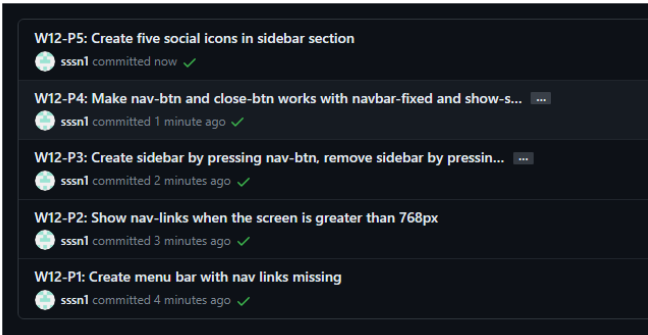 W12-P5: Create five social icons in sidebar section
sssn1 committed now
W12-P4: Make nav-btn and close-btn works with navbar-fixed and show-s... ...
sssn1 committed 1 minute ago
W12-P3: Create sidebar by pressing nav-btn, remove sidebar by pressin... ...
sssn1 committed 2 minutes ago
W12-P2: Show nav-links when the screen is greater than 768px
sssn1 committed 3 minutes ago
W12-P1: Create menu bar with nav links missing
sssn1 committed 4 minutes ago